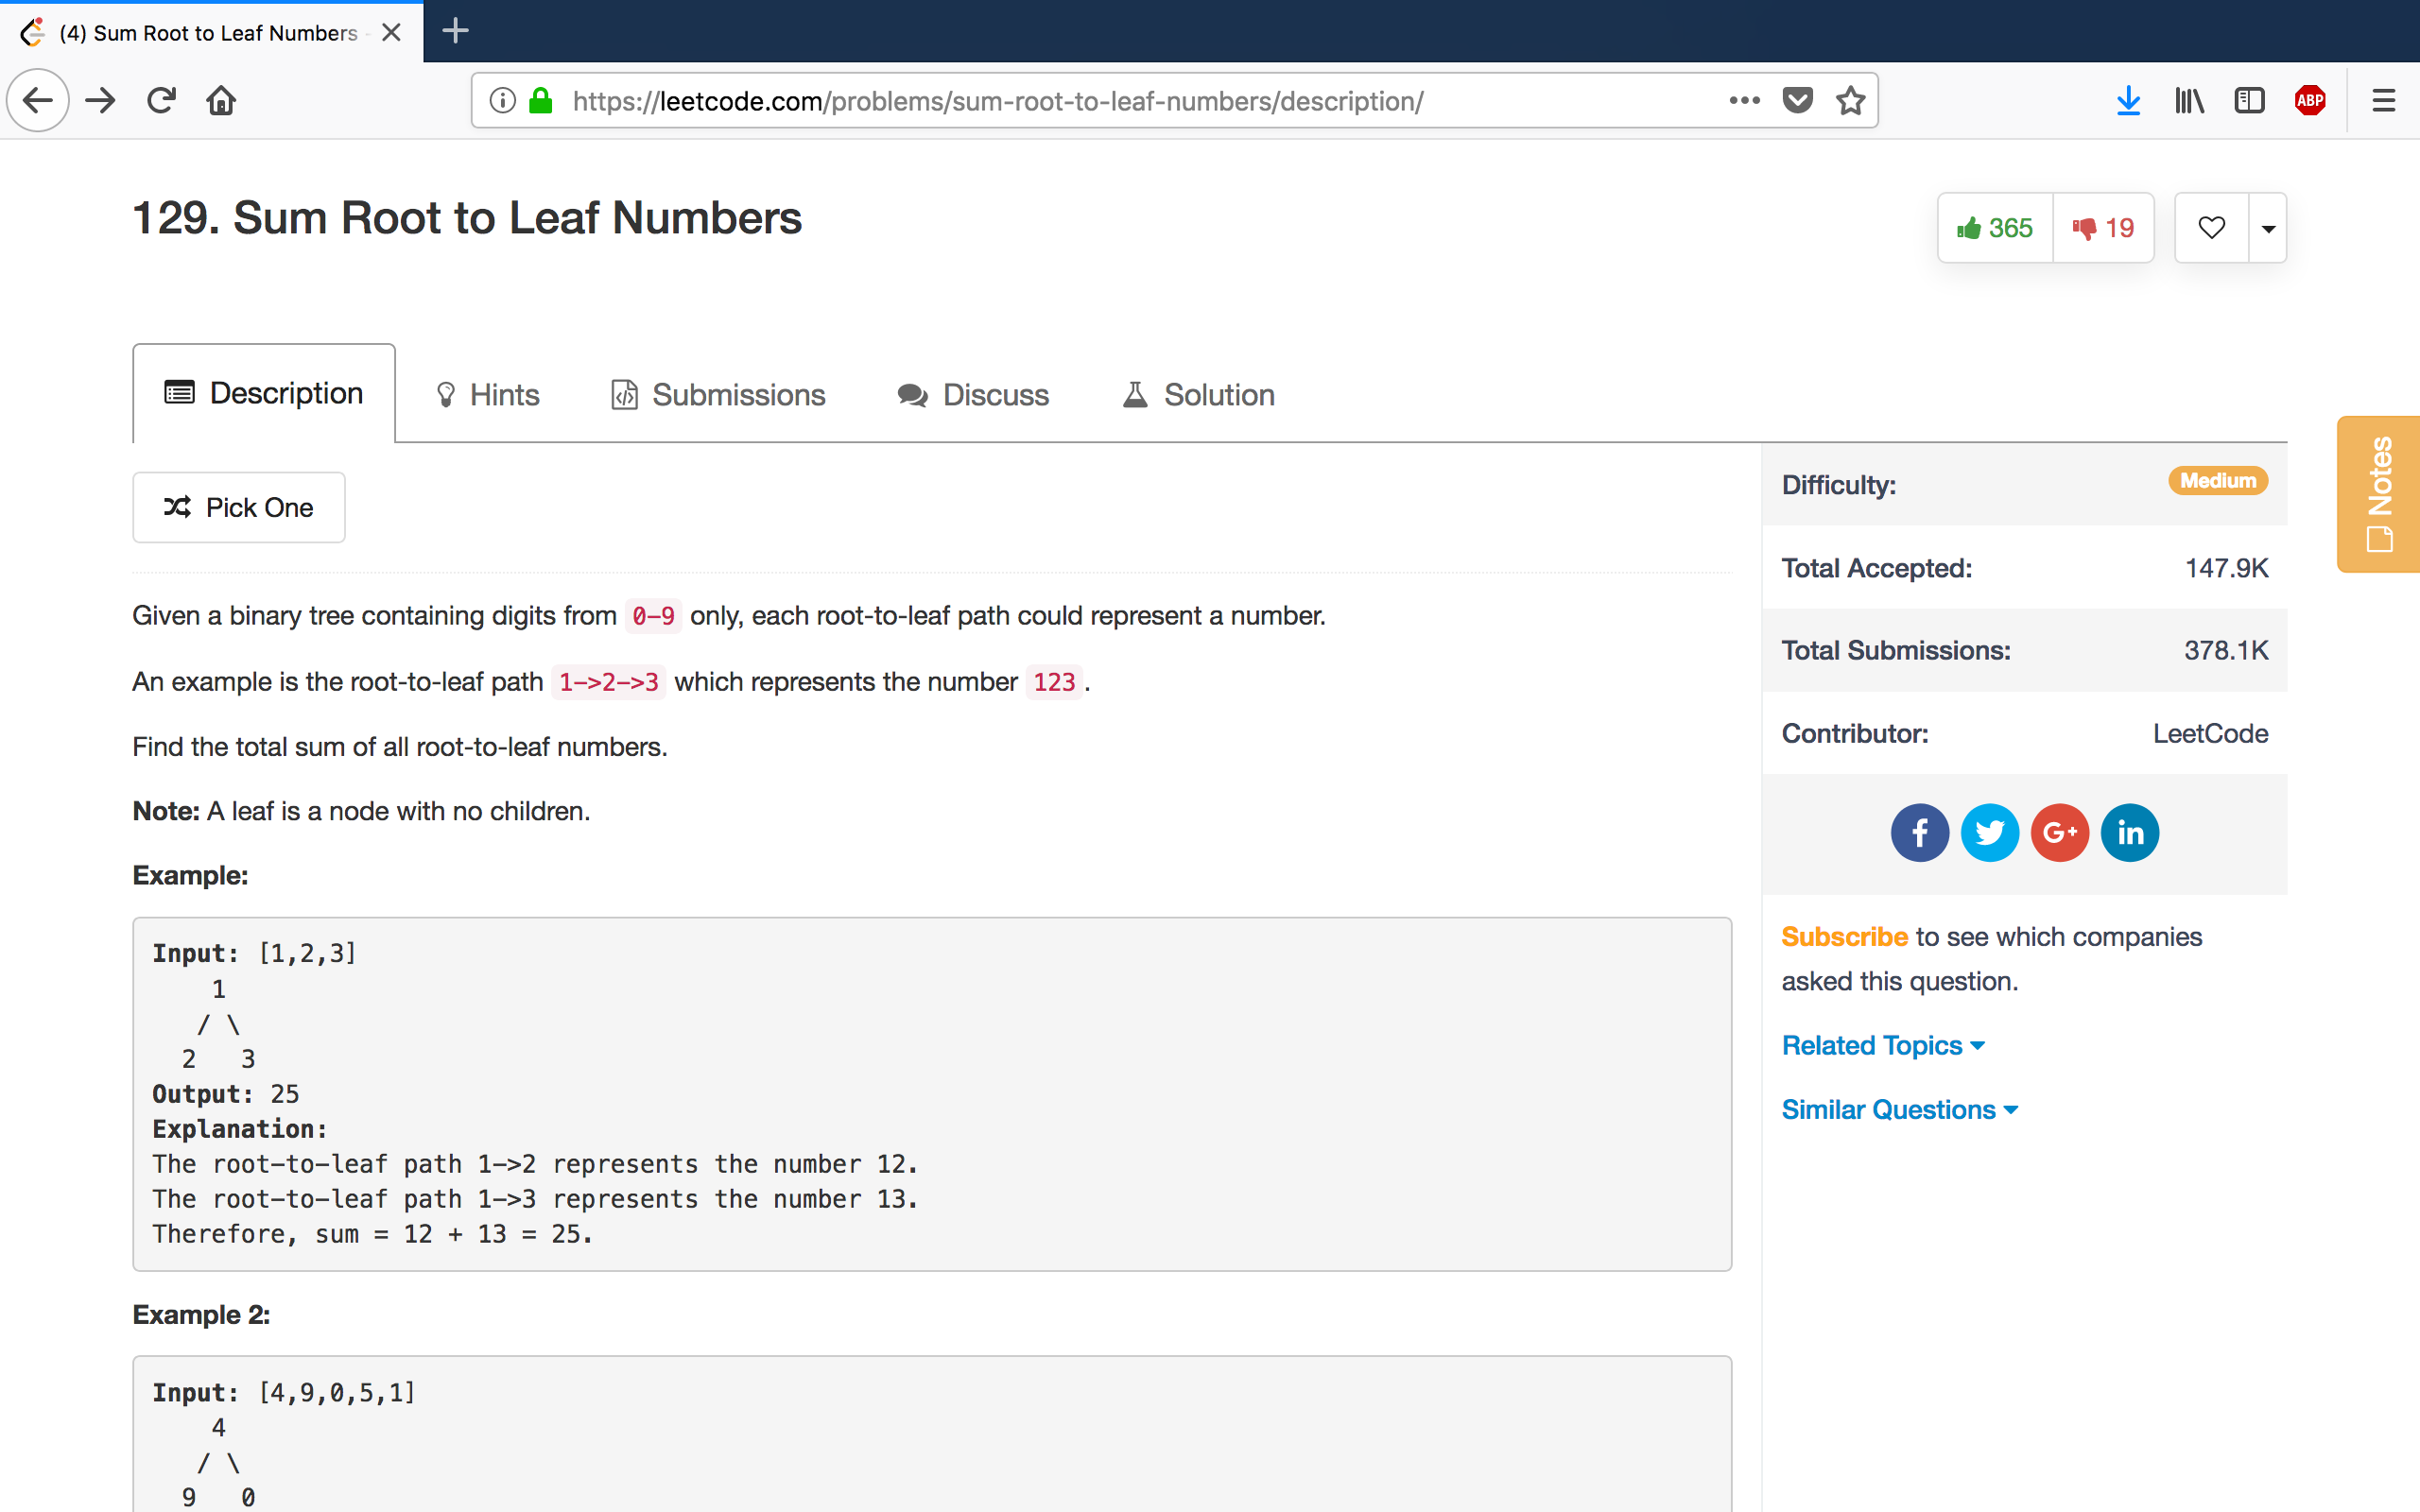 (4) Sum Root to Leaf Numbers -
https://leetcode.com/problems/sum-root-to-leaf-numbers/description/
ABP
129. Sum Root to Leaf Numbers
365
19
Description
Hints
Submissions
Discuss
Solution
Notes
Pick One
Given a binary tree containing digits from 0-9 only, each root-to-leaf path could represent a number.
An example is the root-to-leaf path 1->2->3 which represents the number 123.
Find the total sum of all root-to-leaf numbers.
Note: A leaf is a node with no children.
Example:
Input: [1,2,3]
    1
   / \
  2   3
Output: 25
Explanation:
The root-to-leaf path 1->2 represents the number 12.
The root-to-leaf path 1->3 represents the number 13.
Therefore, sum = 12 + 13 = 25.
Example 2:
Input: [4,9,0,5,1]
    4
   / \
  9   0
Difficulty: Medium
Total Accepted: 147.9K
Total Submissions: 378.1K
Contributor: LeetCode
f
G+
in
Subscribe to see which companies
asked this question.
Related Topics
Similar Questions